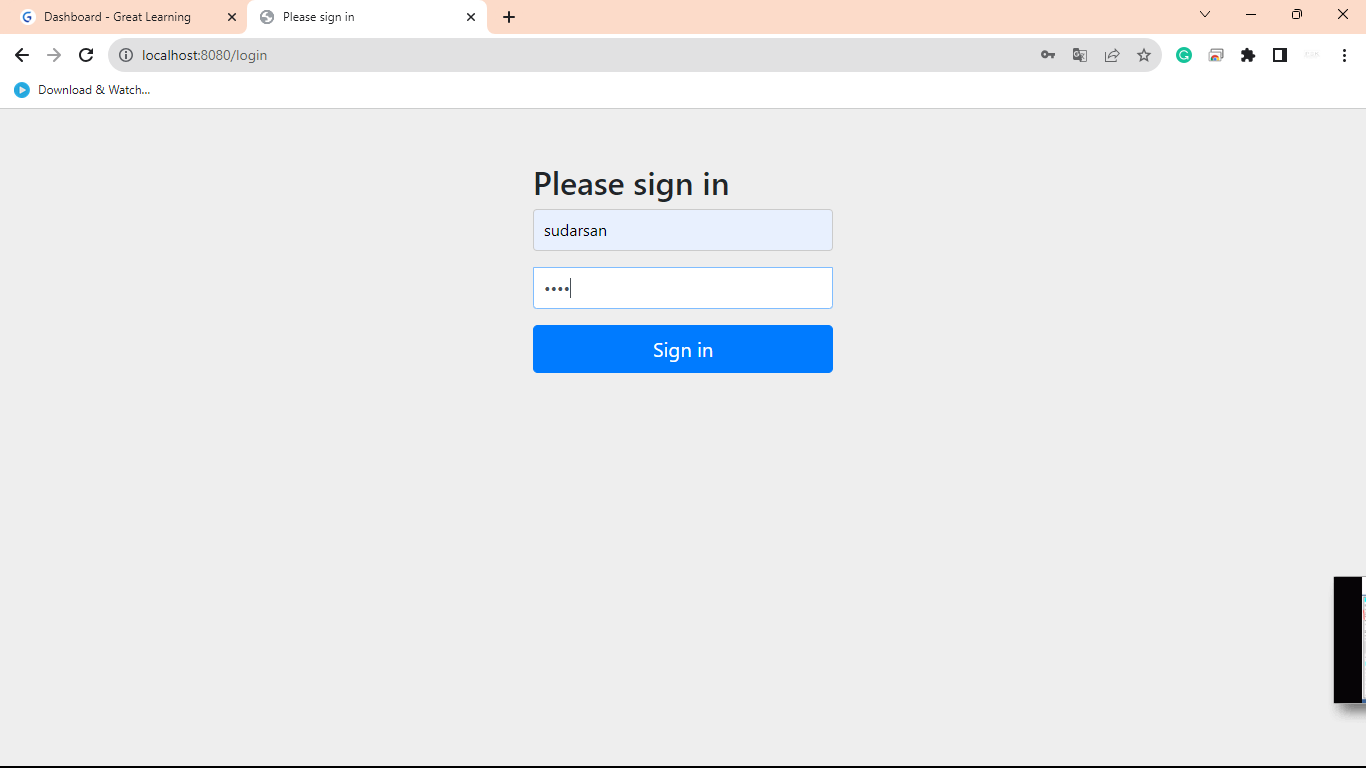 Dashboard - Great Learning
Please sign in
localhost:8080/login
Download & Watch...
Please sign in
sudarsan
••••
Sign in